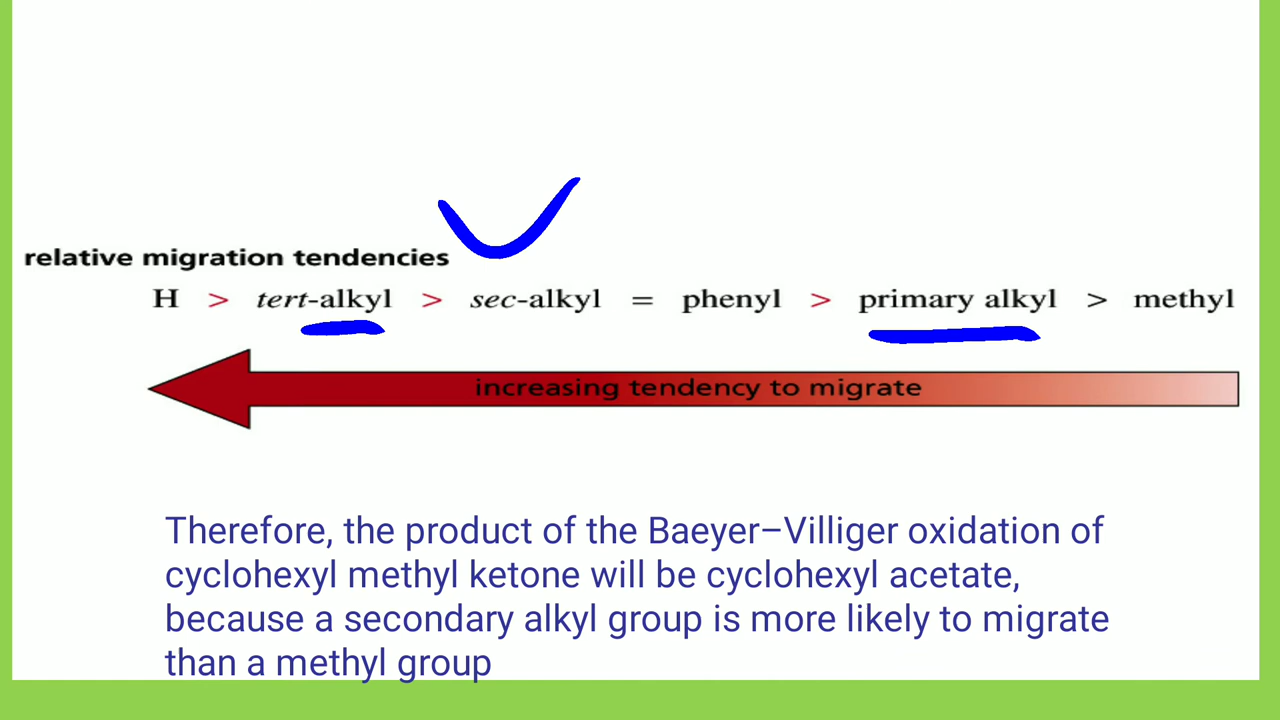 relative migration tendencies
H > tert-alkyl > sec-alkyl = phenyl > primary alkyl > methyl
increasing tendency to migrate
Therefore, the product of the Baeyer–Villiger oxidation of
cyclohexyl methyl ketone will be cyclohexyl acetate,
because a secondary alkyl group is more likely to migrate
than a methyl group